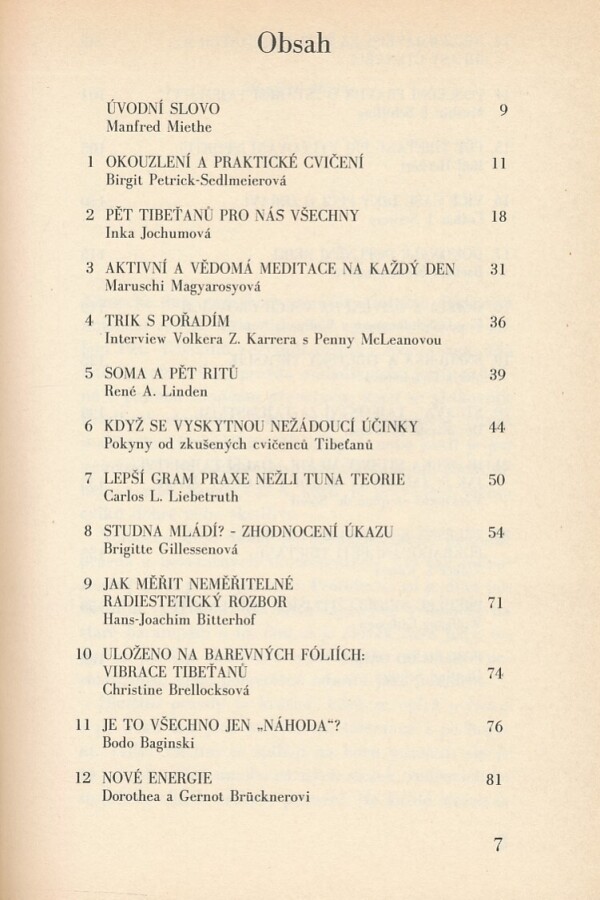 Obsah
ÚVODNÍ SLOVO 9
Manfred Miethe
1 OKOUZLENÍ A PRAKTICKÉ CVIČENÍ 11
Birgit Petrick-Sedlmeierová
2 PĚT TIBEŤANŮ PRO NÁS VŠECHNY 18
Inka Jochumová
3 AKTIVNÍ A VĚDOMÁ MEDITACE NA KAŽDÝ DEN 31
Maruschi Magyarosyová
4 TRIK S POŘADÍM 36
Interview Volkera Z. Karrera s Penny McLeanovou
5 SOMA A PĚT RITŮ 39
René A. Linden
6 KDYŽ SE VYSKYTNOU NEŽÁDOUCÍ ÚČINKY 44
Pokyny od zkušených cvičenců Tibeťanů
7 LEPŠÍ GRAM PRAXE NEŽLI TUNA TEORIE 50
Carlos L. Liebetruth
8 STUDNA MLÁDÍ? - ZHODNOCENÍ ÚKAZU 54
Brigitte Gillessenová
9 JAK MĚŘIT NEMĚŘITELNÉ
RADIESTETICKÝ ROZBOR 71
Hans-Joachim Bitterhof
10 ULOŽENO NA BAREVNÝCH FÓLIÍCH:
VIBRACE TIBEŤANŮ 74
Christine Brellocksová
11 JE TO VŠECHNO JEN „NÁHODA“? 76
Bodo Baginski
12 NOVÉ ENERGIE 81
Dorothea a Gernot Brücknerovi
7